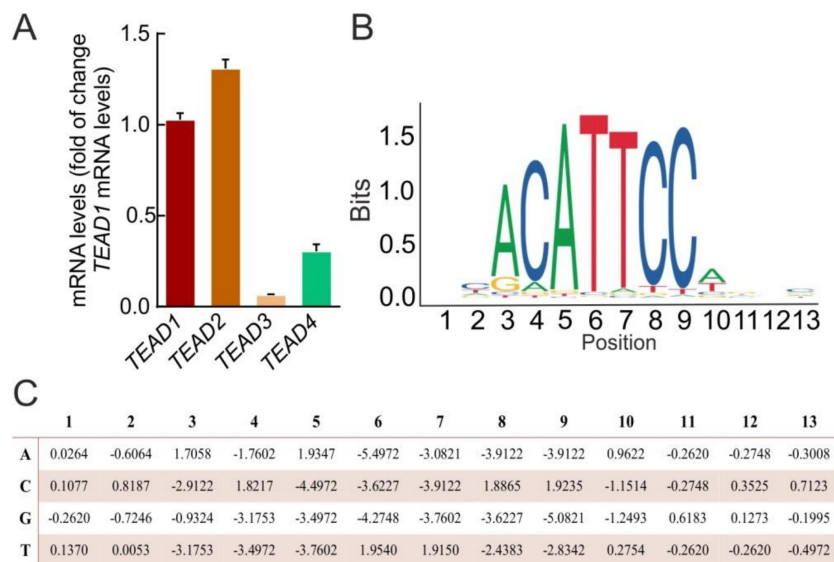 A
mRNA levels (fold of change
TEAD1 mRNA levels)
1.5
1.0
0.5
0.0
TEAD1 TEAD2 TEAD3 TEAD4
B
Bits
1.5
1.0
0.5
0.0
1 2 3 4 5 6 7 8 9 10 11 12 13
Position
ACATTCCA
C
1 2 3 4 5 6 7 8 9 10 11 12 13
A 0.0264 -0.6064 1.7058 -1.7602 1.9347 -5.4972 -3.0821 -3.9122 -3.9122 0.9622 -0.2620 -0.2748 -0.3008
C 0.1077 0.8187 -2.9122 1.8217 -4.4972 -3.6227 -3.9122 1.8865 1.9235 -1.1514 -0.2748 0.3525 0.7123
G -0.2620 -0.7246 -0.9324 -3.1753 -3.4972 -4.2748 -3.7602 -3.6227 -5.0821 -1.2493 0.6183 0.1273 -0.1995
T 0.1370 0.0053 -3.1753 -3.4972 -3.7602 1.9540 1.9150 -2.4383 -2.8342 0.2754 -0.2620 -0.2620 -0.4972